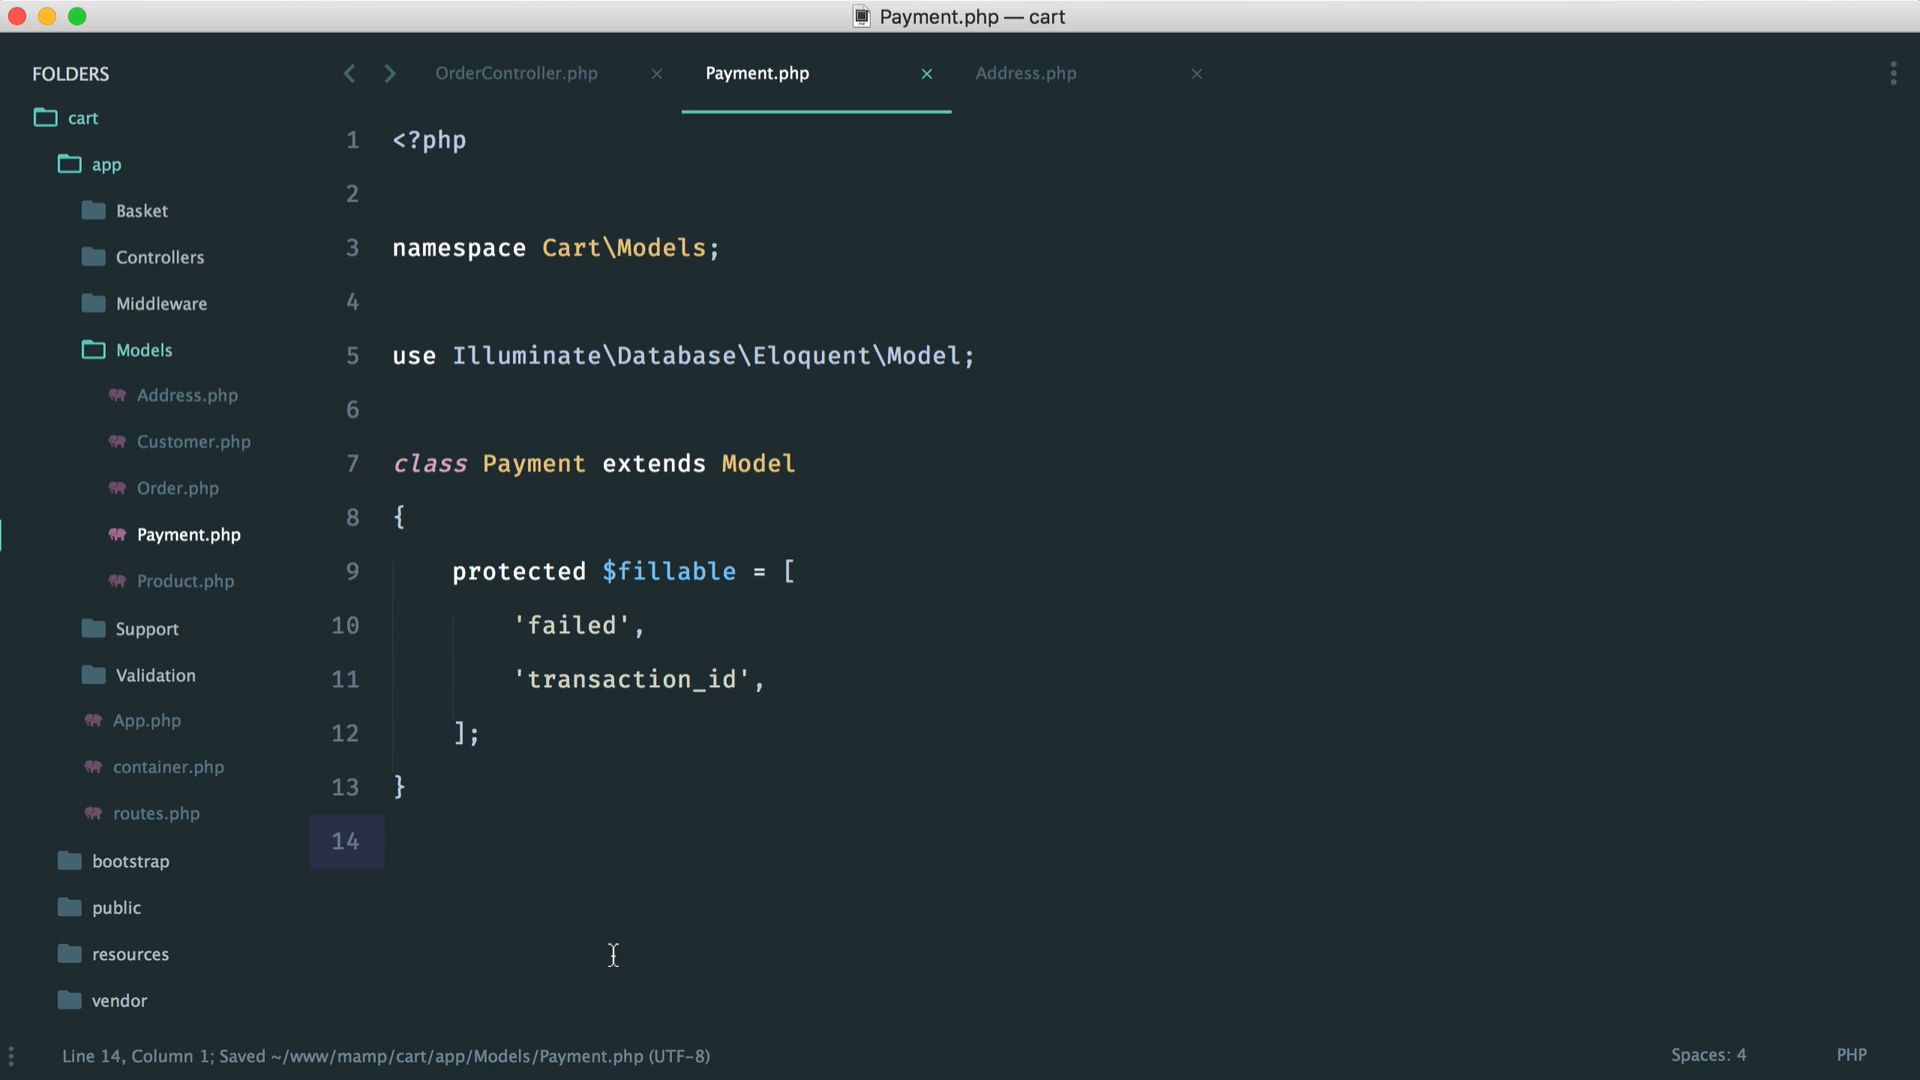 Payment.php — cart
FOLDERS
cart
app
Basket
Controllers
Middleware
Models
Address.php
Customer.php
Order.php
Payment.php
Product.php
Support
Validation
App.php
container.php
routes.php
bootstrap
public
resources
vendor
OrderController.php
Payment.php
Address.php
1 <?php
2
3 namespace Cart\Models;
4
5 use Illuminate\Database\Eloquent\Model;
6
7 class Payment extends Model
8 {
9     protected $fillable = [
10         'failed',
11         'transaction_id',
12     ];
13 }
14
Line 14, Column 1; Saved ~/www/mamp/cart/app/Models/Payment.php (UTF-8)
Spaces: 4
PHP